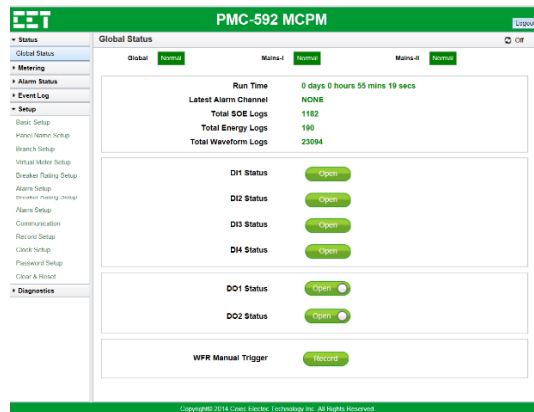 CET
PMC-592 MCPM
Logout
Status
Global Status
Metering
Alarm Status
Event Log
Setup
Basic Setup
Panel Name Setup
Branch Setup
Virtual Meter Setup
Breaker Rating Setup
Alarm Setup
Breaker Rating Setup
Alarm Setup
Communication
Record Setup
Clock Setup
Password Setup
Clear & Reset
Diagnostics
Global Status
Off
Global Normal Mains-I Normal Mains-II Normal
Run Time 0 days 0 hours 55 mins 19 secs
Latest Alarm Channel NONE
Total SOE Logs 1182
Total Energy Logs 190
Total Waveform Logs 23094
DI1 Status Open
DI2 Status Open
DI3 Status Open
DI4 Status Open
DO1 Status Open
DO2 Status Open
WFR Manual Trigger Record
Copyright© 2014 Ceiec Electric Technology Inc. All Rights Reserved.